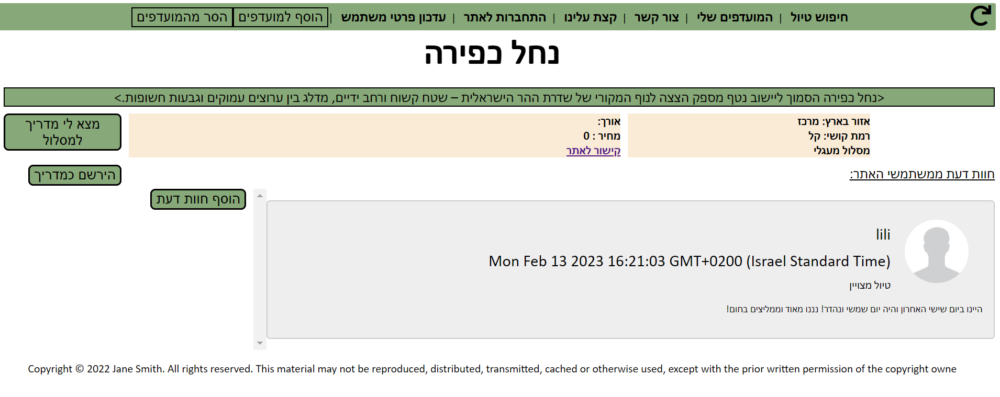 חיפוש טיול | המועדפים שלי | צור קשר | קצת עלינו | התחברות לאתר | עדכון פרטי משתמש | הוסף למועדפים הסר מהמועדפים
נחל כפירה
<נחל כפירה הסמוך ליישוב נטף מספק הצצה לנוף המקורי של שדרת ההר הישראלית – שטח קשוח ורחב ידיים, מדלג בין ערוצים עמוקים וגבעות חשופות.>
אזור בארץ: מרכז
רמת קושי: קל
מסלול מעגלי
אורך:
מחיר : 0
קישור לאתר
מצא לי מדריך
למסלול
הירשם כמדריך
חוות דעת ממשתמשי האתר:
הוסף חוות דעת
lili
Mon Feb 13 2023 16:21:03 GMT+0200 (Israel Standard Time)
טיול מצויין
היינו ביום שישי האחרון והיה יום שמשי ונהדר! נננו מאוד וממליצים בחום!
Copyright © 2022 Jane Smith. All rights reserved. This material may not be reproduced, distributed, transmitted, cached or otherwise used, except with the prior written permission of the copyright owne